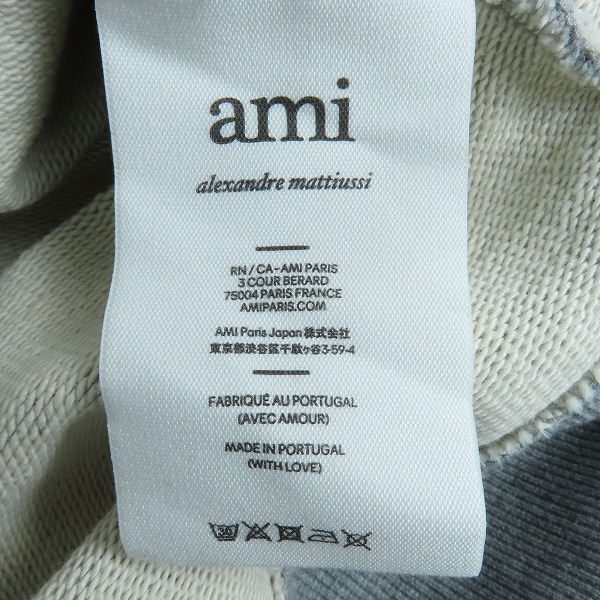 ami
alexandre mattiussi
RN / CA-AMI PARIS
3 COUR BERARD
75004 PARIS FRANCE
AMIPARIS.COM
AMI Paris Japan 株式会社
東京都渋谷区千駄ヶ谷3-59-4
FABRIQUÉ AU PORTUGAL
(AVEC AMOUR)
MADE IN PORTUGAL
(WITH LOVE)
30